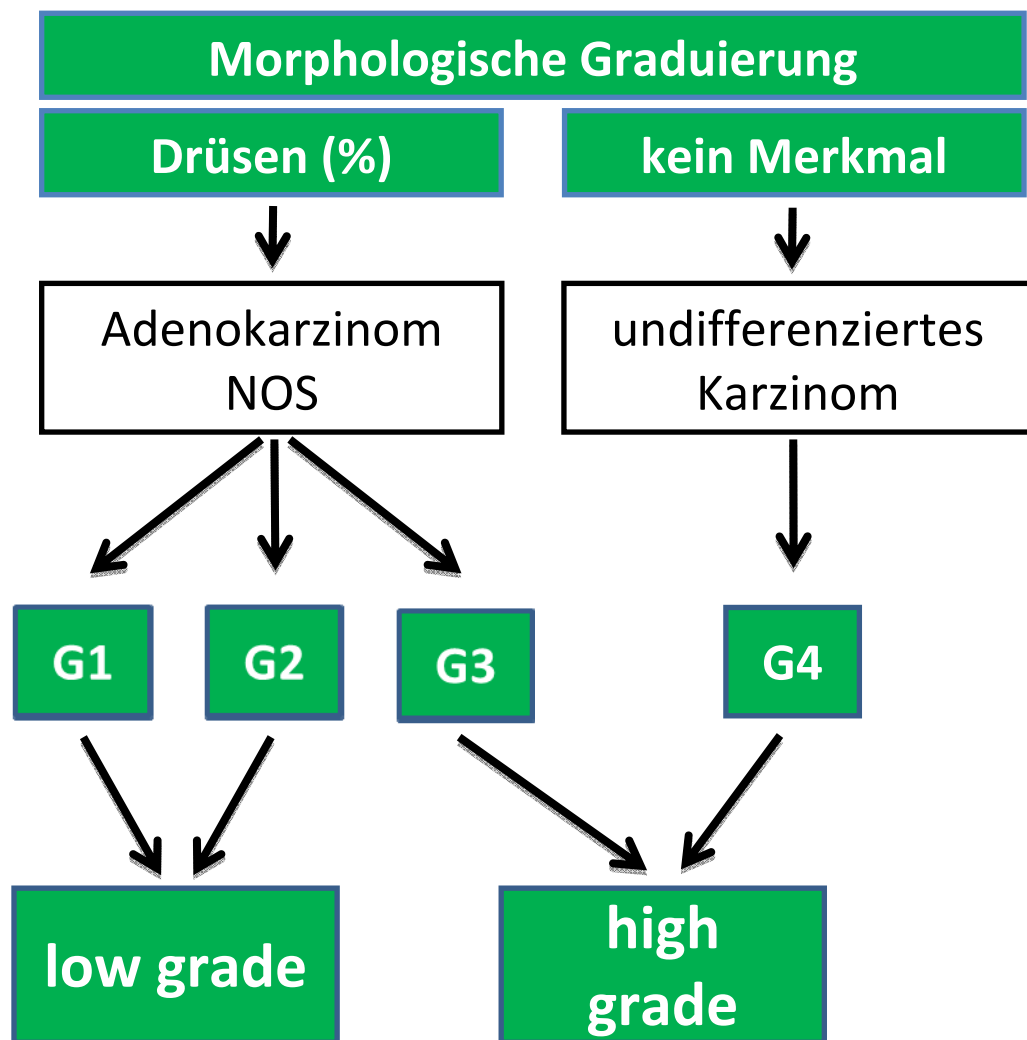 Morphologische Graduierung
Drüsen (%)
kein Merkmal
Adenokarzinom
NOS
undifferenziertes
Karzinom
G1
G2
G3
G4
low grade
high
grade